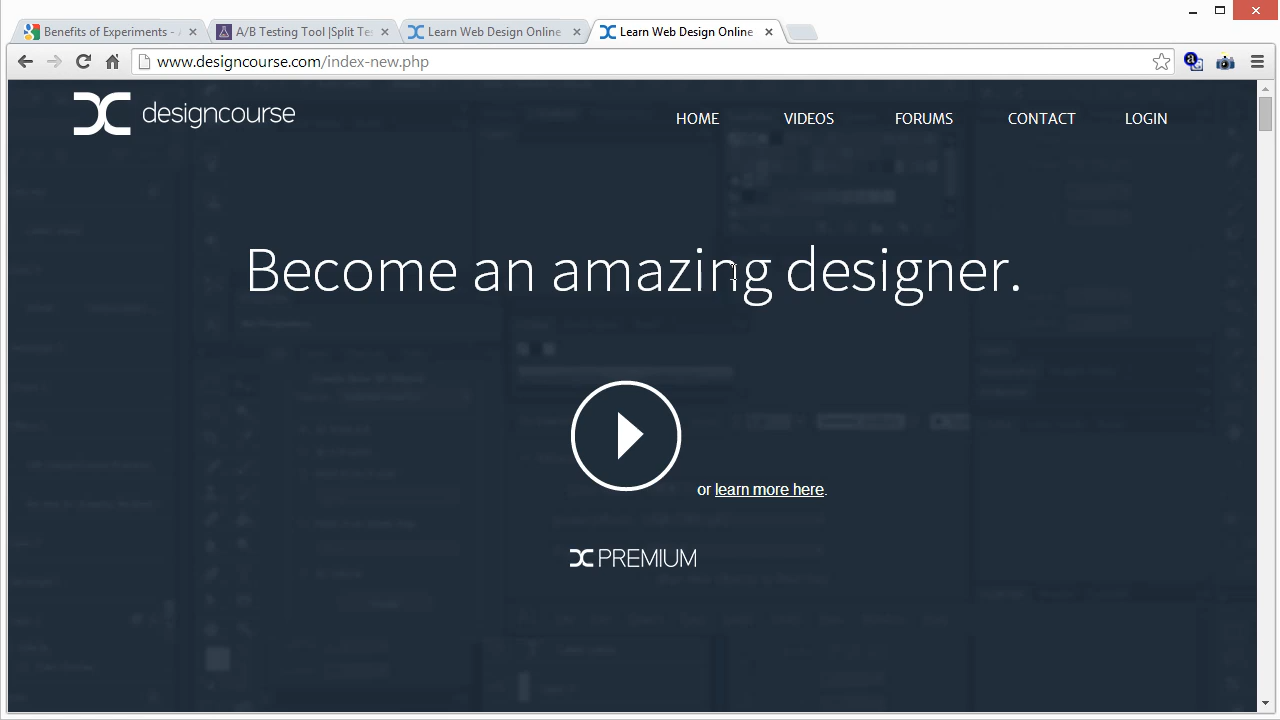 Benefits of Experiments -
A/B Testing Tool |Split Tes
Learn Web Design Online
Learn Web Design Online
www.designcourse.com/index-new.php
designcourse
HOME
VIDEOS
FORUMS
CONTACT
LOGIN
Become an amazing designer.
or learn more here.
PREMIUM